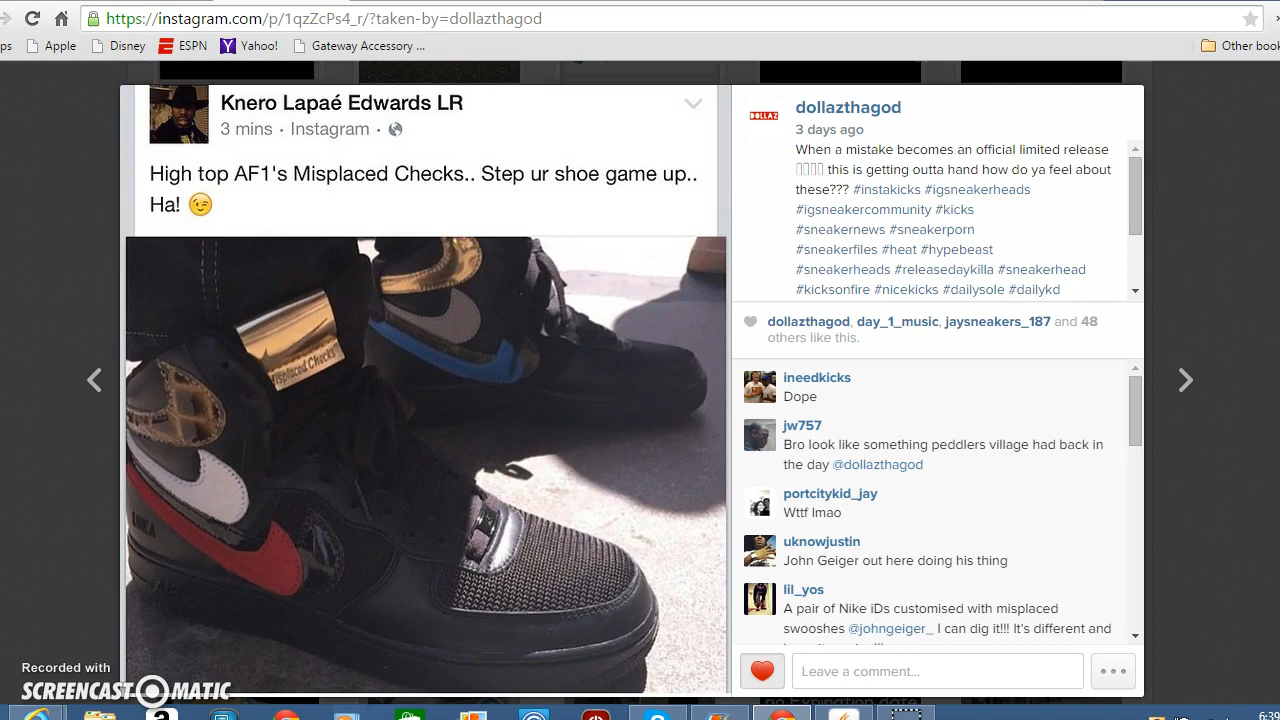 https://instagram.com/p/1qzZcPs4_r/?taken-by=dollazthagod
ps Apple Disney ESPN Yahoo! Gateway Accessory ... Other book
Knero Lapaé Edwards LR
3 mins · Instagram ·
High top AF1's Misplaced Checks.. Step ur shoe game up..
Ha! 😉
Misplaced Checks
DOLLAZ
dollazthagod
3 days ago
When a mistake becomes an official limited release
this is getting outta hand how do ya feel about
these??? #instakicks #igsneakerheads
#igsneakercommunity #kicks
#sneakernews #sneakerporn
#sneakerfiles #heat #hypebeast
#sneakerheads #releasedaykilla #sneakerhead
#kicksonfire #nicekicks #dailysole #dailykd
dollazthagod, day_1_music, jaysneakers_187 and 48
others like this.
ineedkicks
Dope
jw757
Bro look like something peddlers village had back in
the day @dollazthagod
portcitykid_jay
Wttf lmao
uknowjustin
John Geiger out here doing his thing
lil_yos
A pair of Nike iDs customised with misplaced
swooshes @johngeiger_ I can dig it!!! It's different and
Leave a comment...
Recorded with
SCREENCAST-O-MATIC